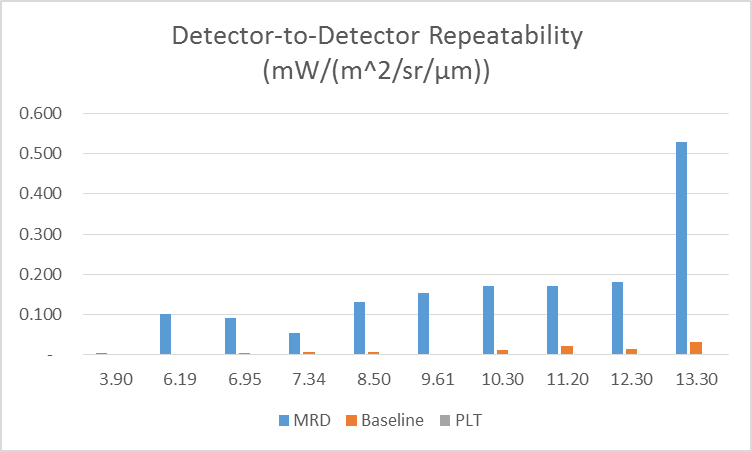 Detector-to-Detector Repeatability
(mW/(m^2/sr/µm))
0.600
0.500
0.400
0.300
0.200
0.100
-
3.90 6.19 6.95 7.34 8.50 9.61 10.30 11.20 12.30 13.30
MRD Baseline PLT